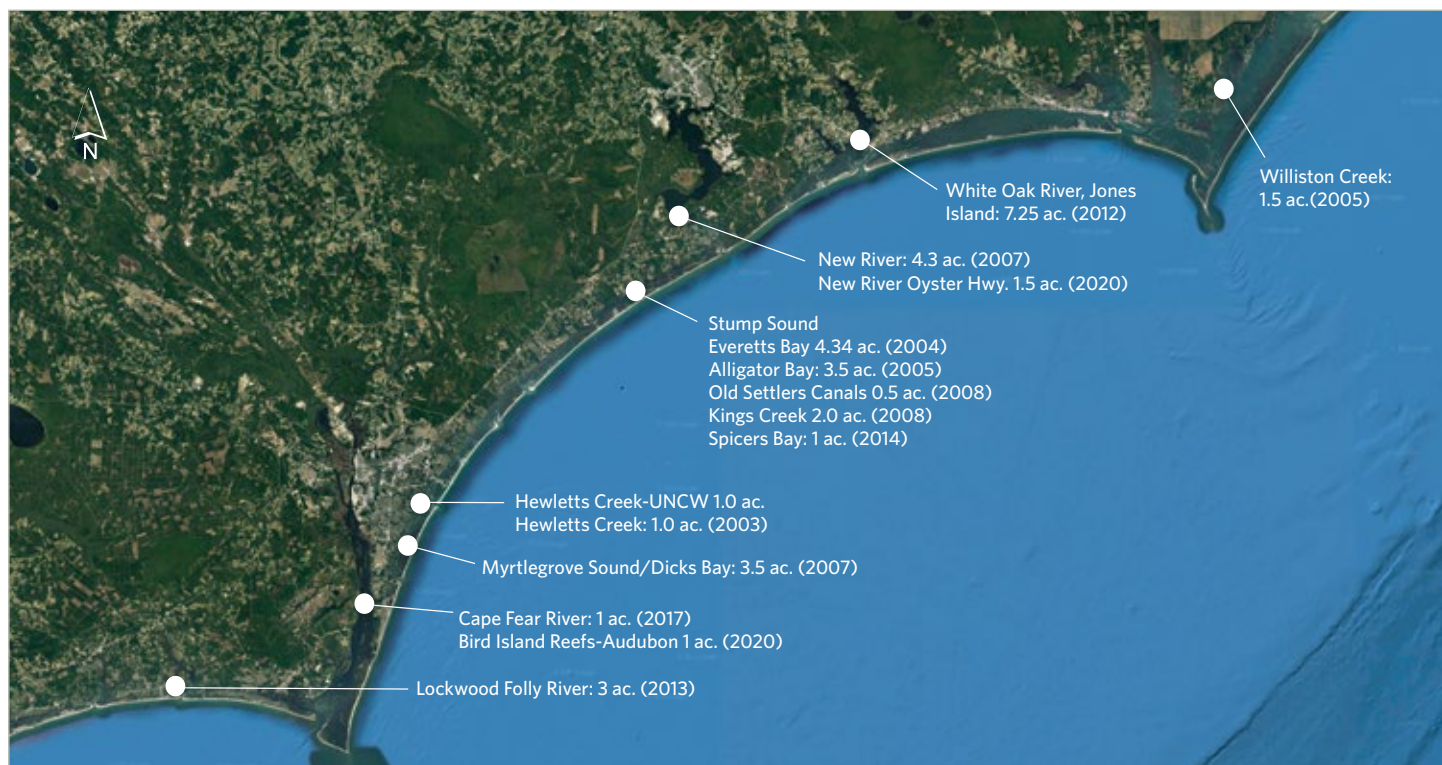 N
White Oak River, Jones
Island: 7.25 ac. (2012)
Williston Creek:
1.5 ac.(2005)
New River: 4.3 ac. (2007)
New River Oyster Hwy. 1.5 ac. (2020)
Stump Sound
Everetts Bay 4.34 ac. (2004)
Alligator Bay: 3.5 ac. (2005)
Old Settlers Canals 0.5 ac. (2008)
Kings Creek 2.0 ac. (2008)
Spicers Bay: 1 ac. (2014)
Hewletts Creek-UNCW 1.0 ac.
Hewletts Creek: 1.0 ac. (2003)
Myrtlegrove Sound/Dicks Bay: 3.5 ac. (2007)
Cape Fear River: 1 ac. (2017)
Bird Island Reefs-Audubon 1 ac. (2020)
Lockwood Folly River: 3 ac. (2013)